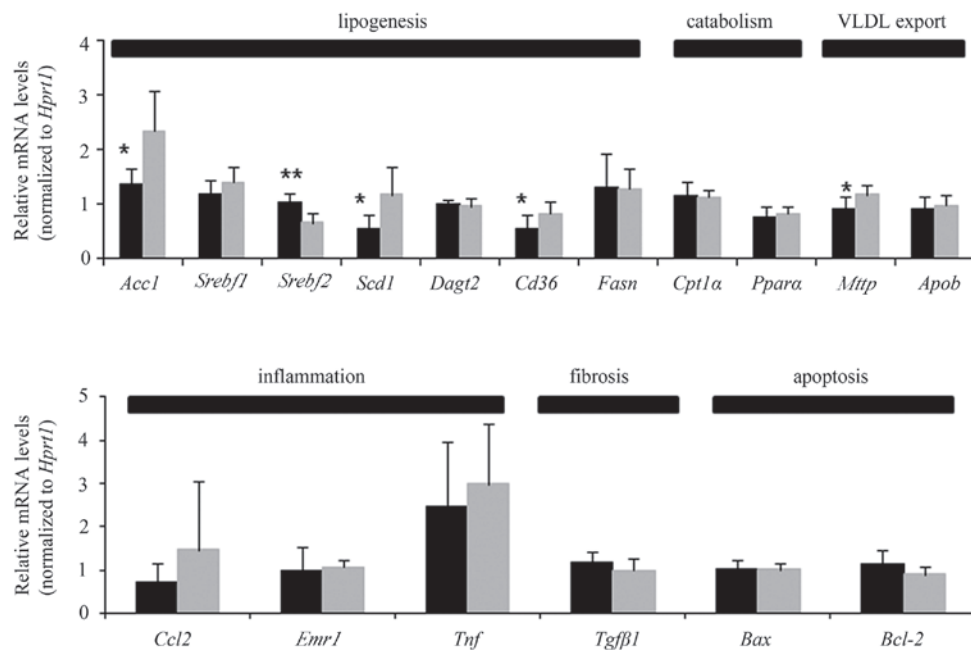 lipogenesis catabolism VLDL export
Relative mRNA levels
(normalized to Hprt1)
4
3
2
1
0
* ** * * *
Acc1 Srebf1 Srebf2 Scd1 Dagt2 Cd36 Fasn Cpt1α Pparα Mttp Apob
inflammation fibrosis apoptosis
Relative mRNA levels
(normalized to Hprt1)
5
4
3
2
1
0
Ccl2 Emr1 Tnf Tgfβ1 Bax Bcl-2